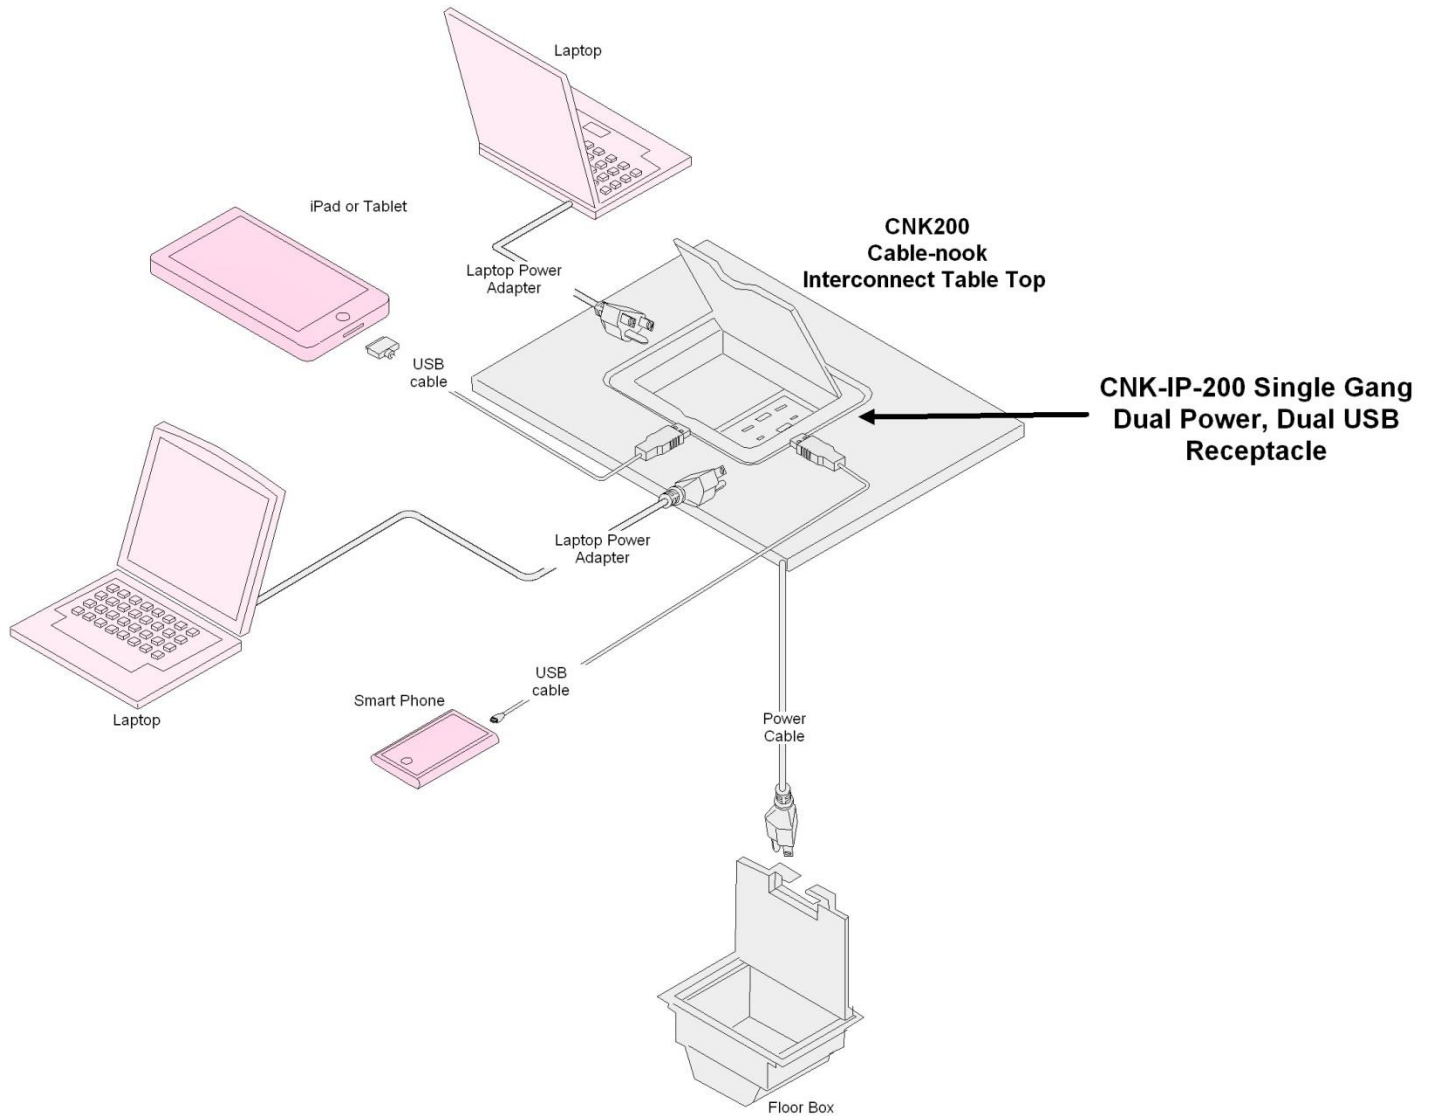 Laptop
iPad or Tablet
CNK200
Cable-nook
Interconnect Table Top
Laptop Power
Adapter
USB
cable
CNK-IP-200 Single Gang
Dual Power, Dual USB
Receptacle
Laptop Power
Adapter
USB
cable
Smart Phone
Laptop
Power
Cable
Floor Box